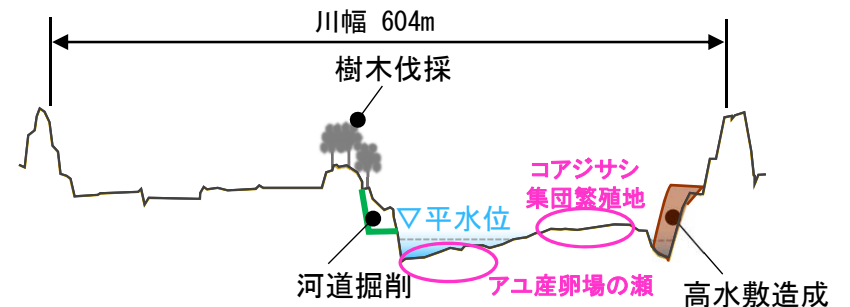 川幅 604m
樹木伐採
コアジサシ
集団繁殖地
▽平水位
河道掘削
アユ産卵場の瀬
高水敷造成